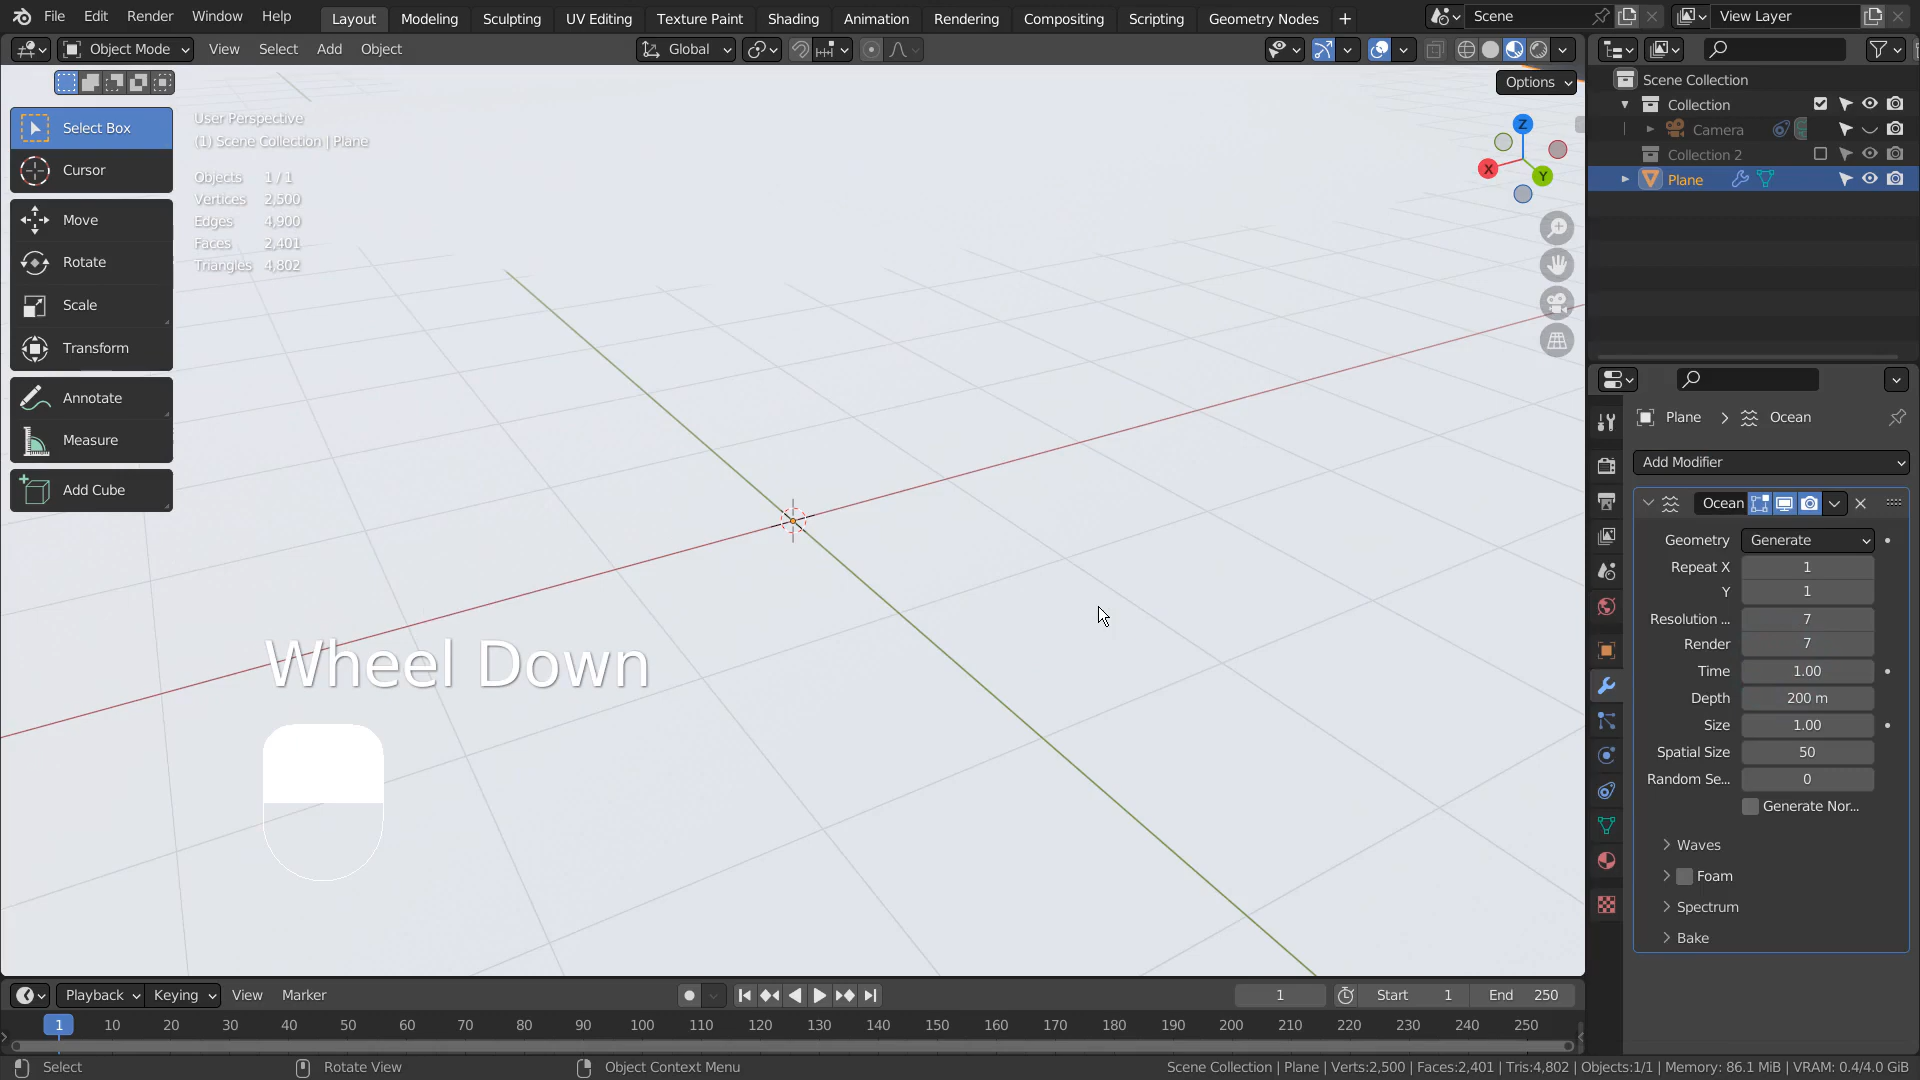 File Edit Render Window Help Layout Modeling Sculpting UV Editing Texture Paint Shading Animation Rendering Compositing Scripting Geometry Nodes + Scene View Layer
Object Mode View Select Add Object Global
Options
Select Box
Cursor
Move
Rotate
Scale
Transform
Annotate
Measure
Add Cube
User Perspective
(1) Scene Collection | Plane
Objects 1 / 1
Vertices 2,500
Edges 4,900
Faces 2,401
Triangles 4,802
Z
X
Y
Wheel Down
Scene Collection
Collection
Camera
Collection 2
Plane
Plane > Ocean
Add Modifier
Ocean
Geometry Generate
Repeat X 1
Y 1
Resolution ... 7
Render 7
Time 1.00
Depth 200 m
Size 1.00
Spatial Size 50
Random Se... 0
Generate Nor...
Waves
Foam
Spectrum
Bake
Playback Keying View Marker 1 Start 1 End 250
1 10 20 30 40 50 60 70 80 90 100 110 120 130 140 150 160 170 180 190 200 210 220 230 240 250
Select Rotate View Object Context Menu Scene Collection | Plane | Verts:2,500 | Faces:2,401 | Tris:4,802 | Objects:1/1 | Memory: 86.1 MiB | VRAM: 0.4/4.0 GiB